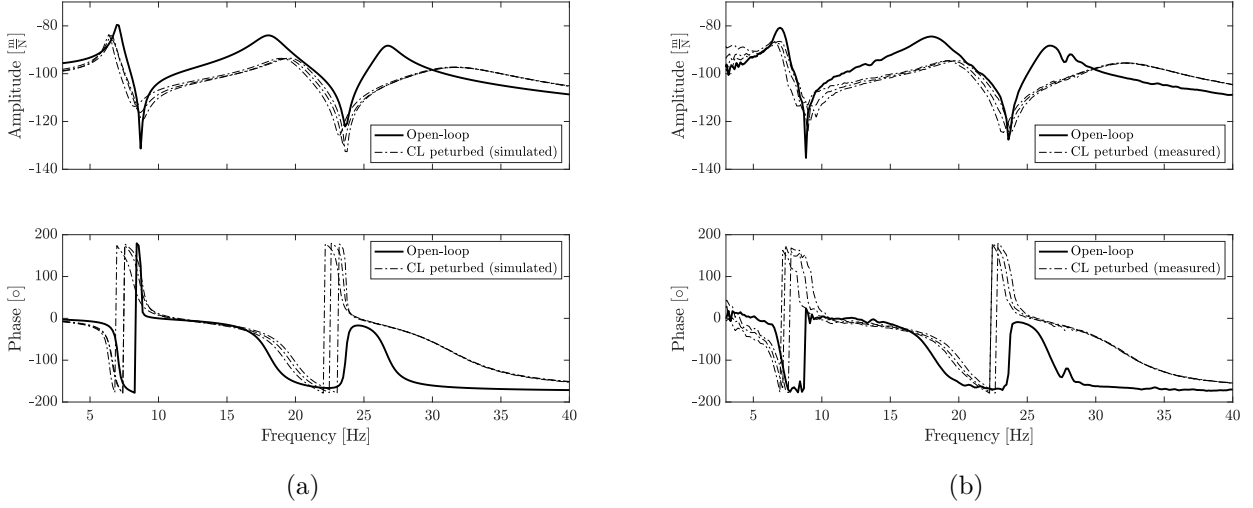 -80
-100
-120
-140
Amplitude [m/N]
Open-loop
CL peturbed (simulated)
200
100
0
-100
-200
Phase [○]
Open-loop
CL peturbed (simulated)
5 10 15 20 25 30 35 40
Frequency [Hz]
(a)
-80
-100
-120
-140
Amplitude [m/N]
Open-loop
CL peturbed (measured)
200
100
0
-100
-200
Phase [○]
Open-loop
CL peturbed (measured)
5 10 15 20 25 30 35 40
Frequency [Hz]
(b)